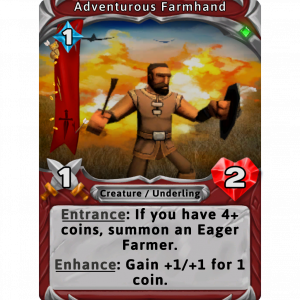 Adventurous Farmhand
1
1
Creature / Underling
2
Entrance: If you have 4+
coins, summon an Eager
Farmer.
Enhance: Gain +1/+1 for 1
coin.